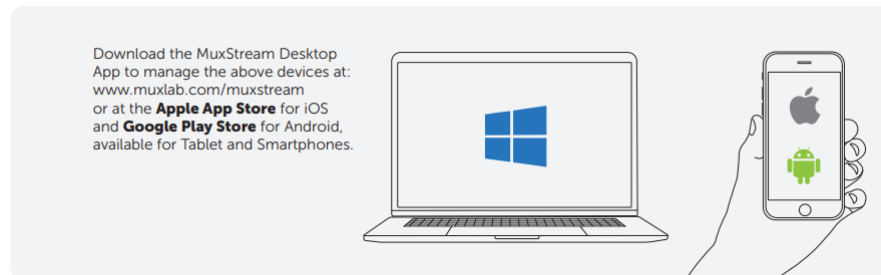 Download the MuxStream Desktop
App to manage the above devices at:
www.muxlab.com/muxstream
or at the Apple App Store for iOS
and Google Play Store for Android,
available for Tablet and Smartphones.